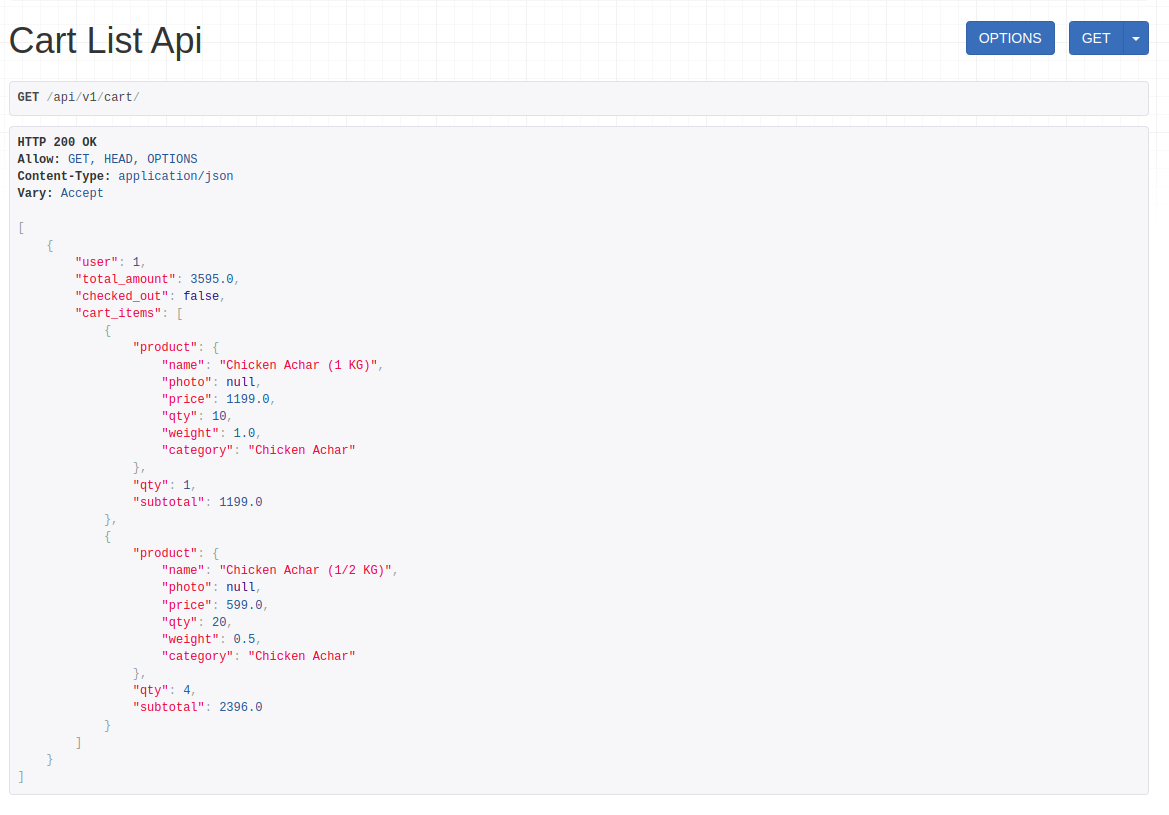 Cart List Api
OPTIONS
GET
GET /api/v1/cart/
HTTP 200 OK
Allow: GET, HEAD, OPTIONS
Content-Type: application/json
Vary: Accept
[
    {
        "user": 1,
        "total_amount": 3595.0,
        "checked_out": false,
        "cart_items": [
            {
                "product": {
                    "name": "Chicken Achar (1 KG)",
                    "photo": null,
                    "price": 1199.0,
                    "qty": 10,
                    "weight": 1.0,
                    "category": "Chicken Achar"
                },
                "qty": 1,
                "subtotal": 1199.0
            },
            {
                "product": {
                    "name": "Chicken Achar (1/2 KG)",
                    "photo": null,
                    "price": 599.0,
                    "qty": 20,
                    "weight": 0.5,
                    "category": "Chicken Achar"
                },
                "qty": 4,
                "subtotal": 2396.0
            }
        ]
    }
]